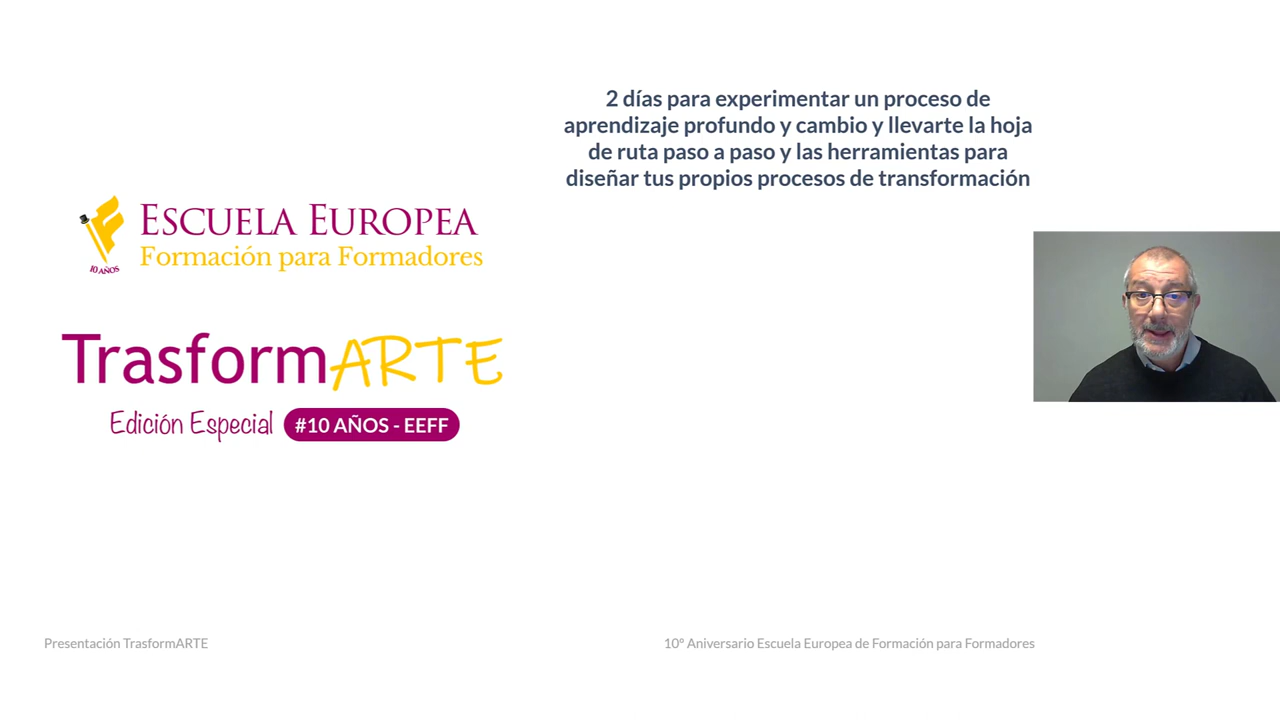 2 días para experimentar un proceso de
aprendizaje profundo y cambio y llevarte la hoja
de ruta paso a paso y las herramientas para
diseñar tus propios procesos de transformación
ESCUELA EUROPEA
Formación para Formadores
10 AÑOS
TrasformARTE
Edición Especial #10 AÑOS - EEFF
Presentación TrasformARTE
10º Aniversario Escuela Europea de Formación para Formadores